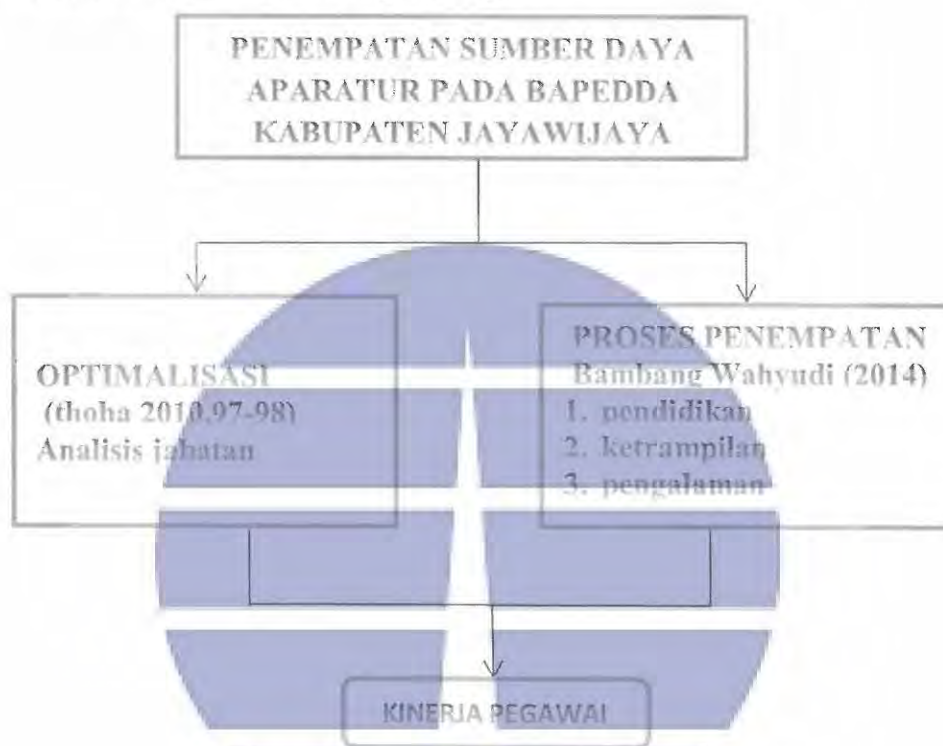 PENEMPATAN SUMBER DAYA
APARATUR PADA BAPEDDA
KABUPATEN JAYAWIJAYA
OPTIMALISASI
(thoha 2010,97-98)
Analisis jabatan
PROSES PENEMPATAN
Bambang Wahyudi (2014)
1. pendidikan
2. ketrampilan
3. pengalaman
KINERJA PEGAWAI